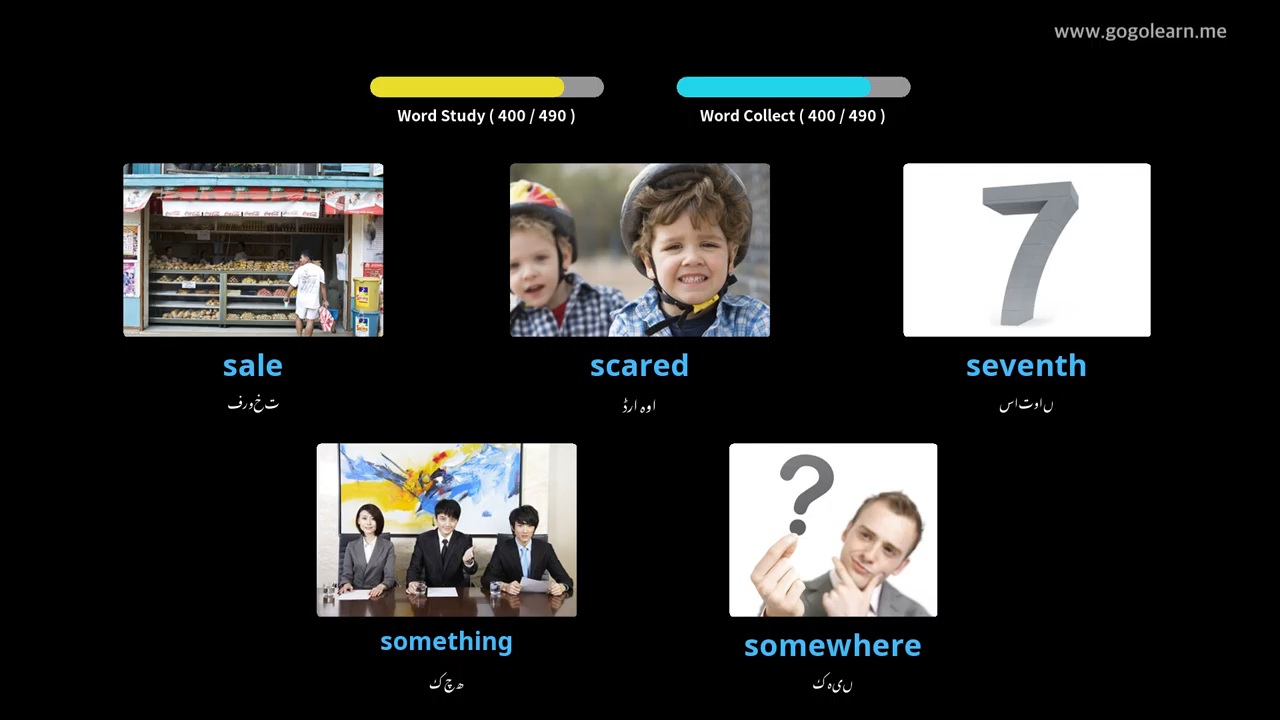 www.gogolearn.me
Word Study ( 400 / 490 )
Word Collect ( 400 / 490 )
sale
scared
seventh
تخورف
اوہ ارڈ
ںاوتاس
something
somewhere
ھچک
ںیہک